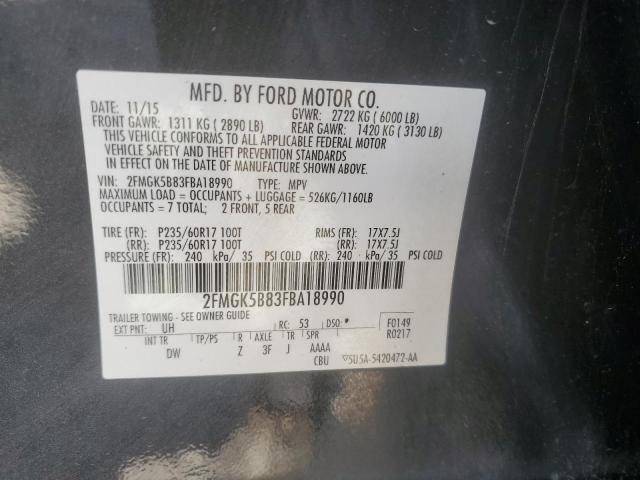 MFD. BY FORD MOTOR CO.
DATE: 11/15 GVWR: 2722 KG ( 6000 LB)
FRONT GAWR: 1311 KG ( 2890 LB) REAR GAWR: 1420 KG ( 3130 LB)
THIS VEHICLE CONFORMS TO ALL APPLICABLE FEDERAL MOTOR
VEHICLE SAFETY AND THEFT PREVENTION STANDARDS
IN EFFECT ON THE DATE OF MANUFACTURE SHOWN ABOVE.
VIN: 2FMGK5B83FBA18990 TYPE: MPV
MAXIMUM LOAD = OCCUPANTS + LUGGAGE = 526KG/1160LB
OCCUPANTS = 7 TOTAL; 2 FRONT, 5 REAR
TIRE (FR): P235/60R17 100T RIMS (FR): 17X7.5J
(RR): P235/60R17 100T (RR): 17X7.5J
PRESSURE (FR): 240 kPa/ 35 PSI COLD (RR): 240 kPa/ 35 PSI COLD
2FMGK5B83FBA18990
TRAILER TOWING - SEE OWNER GUIDE
EXT PNT: UH RC: 53 DSO: * F0149
INT TR TP/PS R AXLE TR SPR R0217
DW Z 3F J AAAA
CBU ▽5U5A-5420472-AA